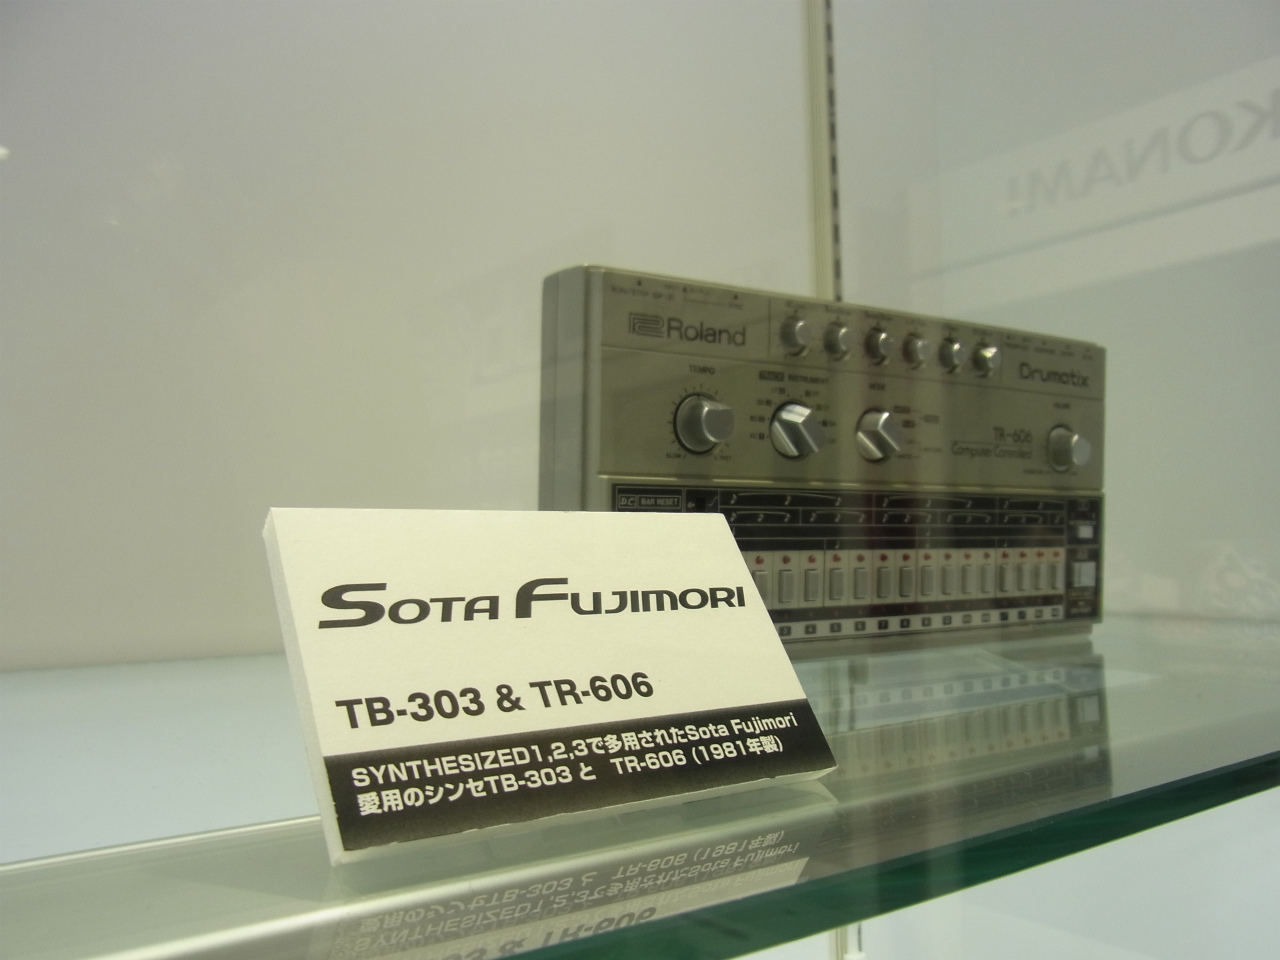 KONAMI
Roland
Drumatix
TEMPO
INSTRUMENT
MODE
VOLUME
TR-606
Computer Controlled
D.C. BAR RESET
SOTA FUJIMORI
TB-303 & TR-606
SYNTHESIZED1,2,3で多用されたSota Fujimori
愛用のシンセTB-303と TR-606 (1981年製)